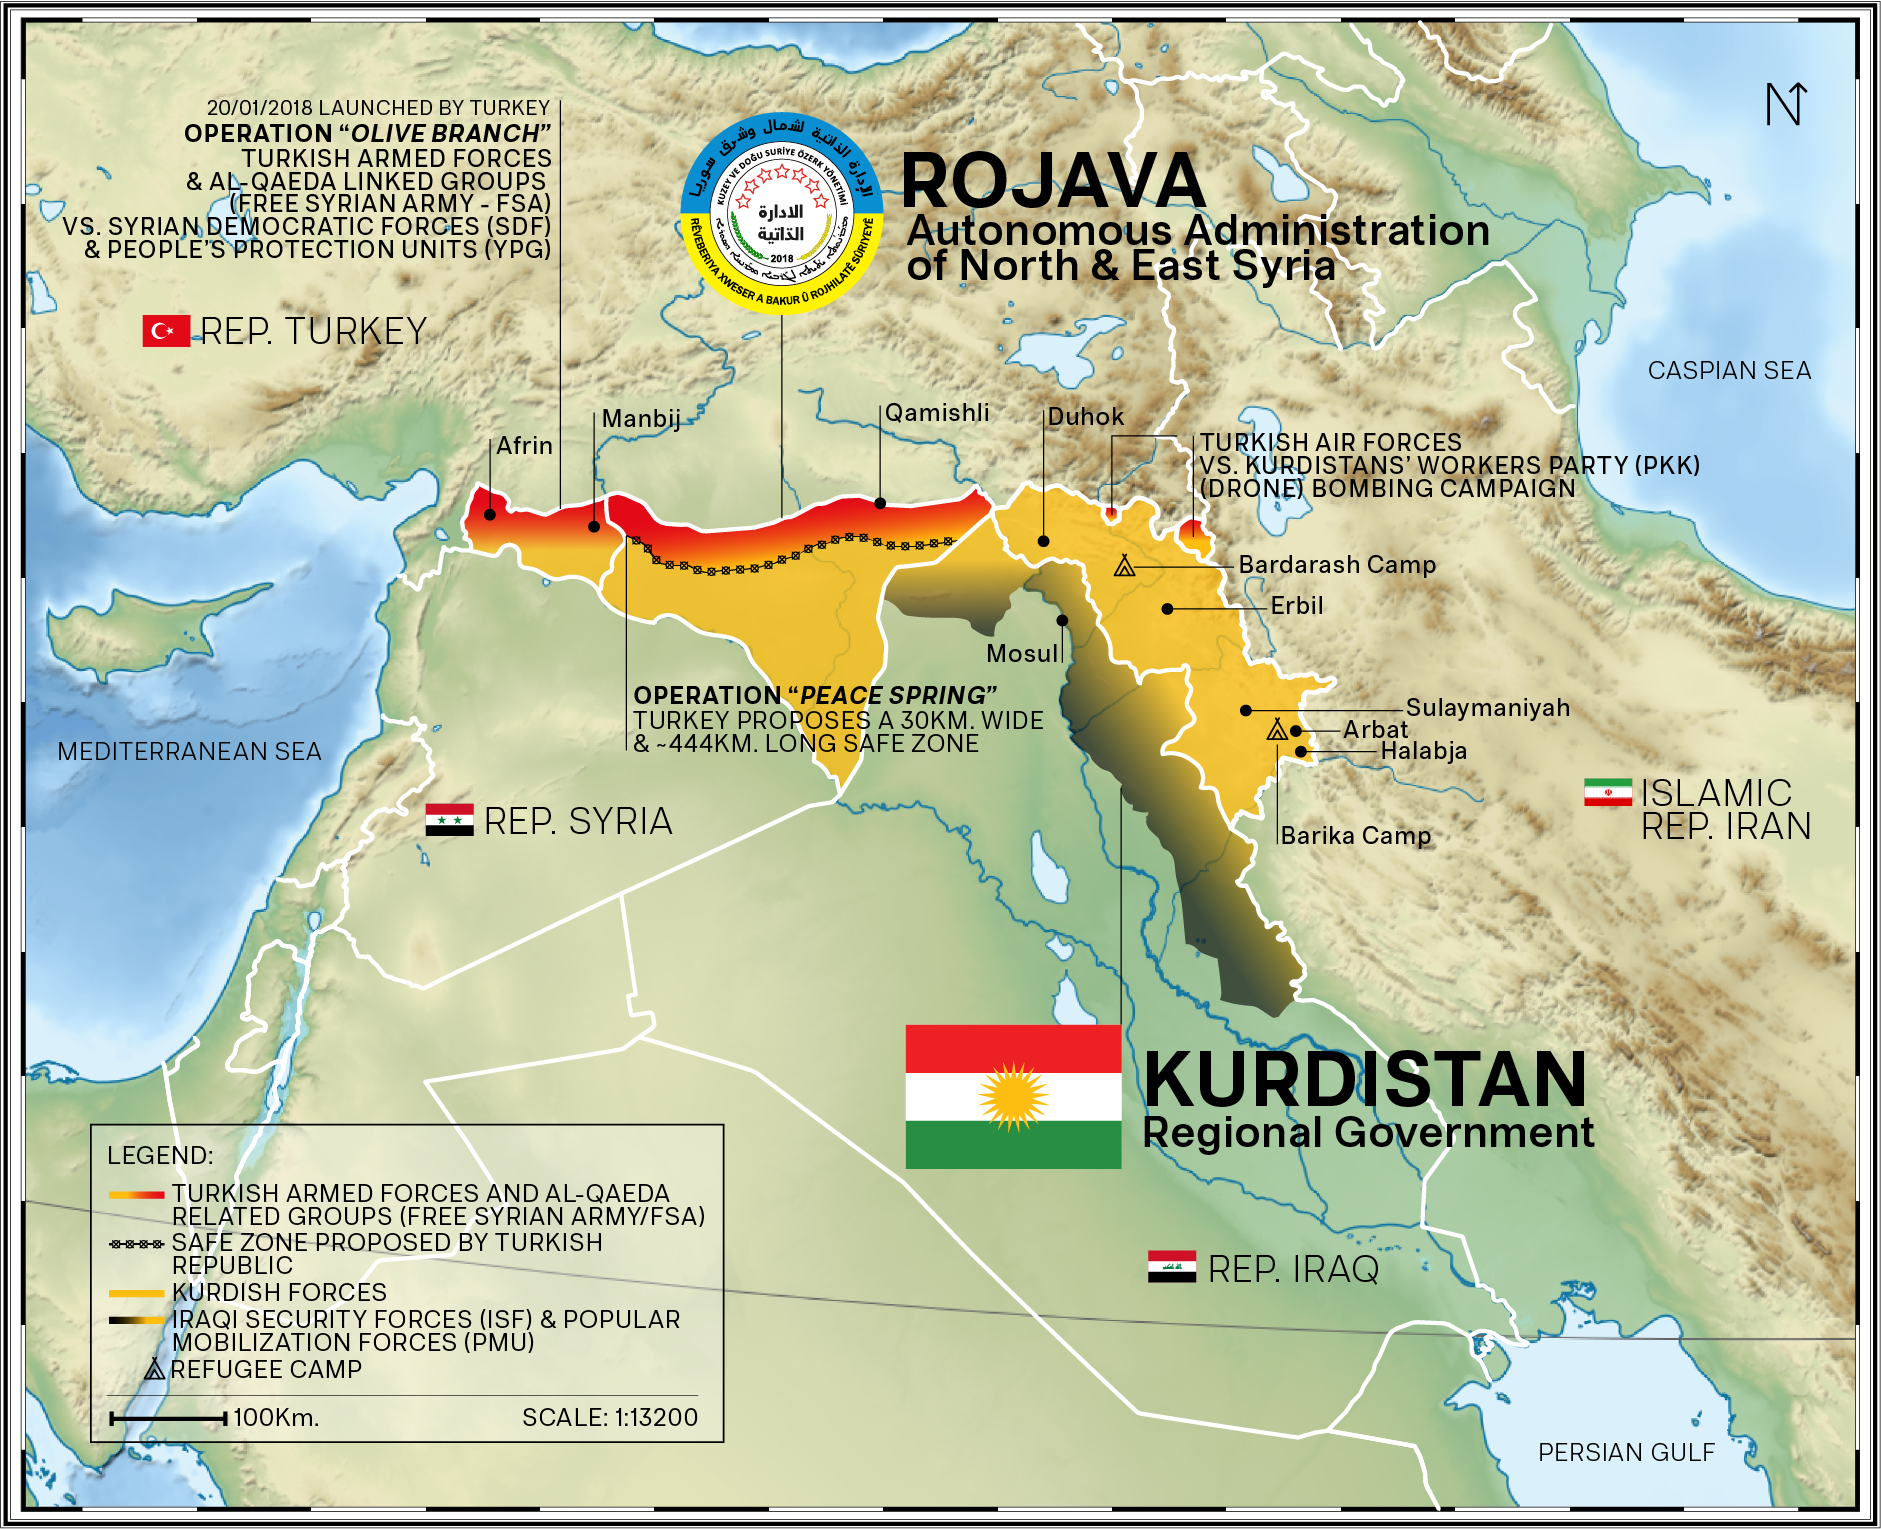 20/01/2018 LAUNCHED BY TURKEY
OPERATION “OLIVE BRANCH”
TURKISH ARMED FORCES
& AL-QAEDA LINKED GROUPS
(FREE SYRIAN ARMY - FSA)
VS. SYRIAN DEMOCRATIC FORCES (SDF)
& PEOPLE’S PROTECTION UNITS (YPG)
الإدارة الذاتية لشمال وشرق سوريا
KUZEY VE DOĞU SURİYE ÖZERK YÖNETİMİ
الادارة
الذاتية
2018
RÊVEBERIYA XWESER A BAKUR Û ROJHILATÊ SÛRIYEYÊ
ROJAVA
Autonomous Administration
of North & East Syria
N
REP. TURKEY
CASPIAN SEA
Afrin
Manbij
Qamishli
Duhok
TURKISH AIR FORCES
VS. KURDISTANS’ WORKERS PARTY (PKK)
(DRONE) BOMBING CAMPAIGN
Bardarash Camp
Erbil
Mosul
OPERATION “PEACE SPRING”
TURKEY PROPOSES A 30KM. WIDE
& ~444KM. LONG SAFE ZONE
Sulaymaniyah
Arbat
Halabja
MEDITERRANEAN SEA
REP. SYRIA
Barika Camp
ISLAMIC
REP. IRAN
KURDISTAN
Regional Government
REP. IRAQ
PERSIAN GULF
LEGEND:
TURKISH ARMED FORCES AND AL-QAEDA
RELATED GROUPS (FREE SYRIAN ARMY/FSA)
SAFE ZONE PROPOSED BY TURKISH
REPUBLIC
KURDISH FORCES
IRAQI SECURITY FORCES (ISF) & POPULAR
MOBILIZATION FORCES (PMU)
REFUGEE CAMP
100Km.
SCALE: 1:13200